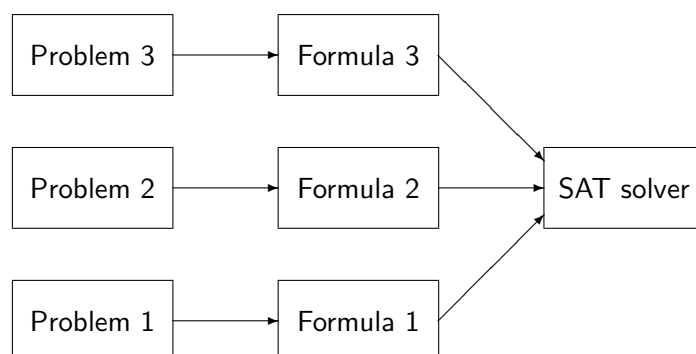 Problem 3
Formula 3
Problem 2
Formula 2
SAT solver
Problem 1
Formula 1